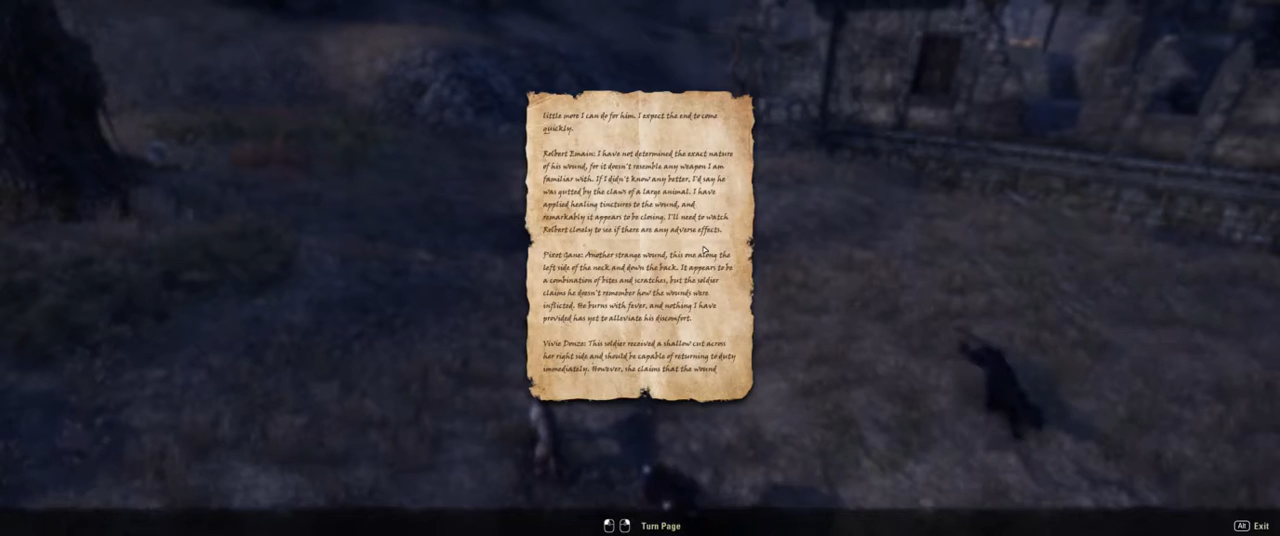 little more I can do for him. I expect the end to come
quickly.
Rolbert Emain: I have not determined the exact nature
of his wound, for it doesn't resemble any weapon I am
familiar with. If I didn't know any better, I'd say he
was gutted by the claws of a large animal. I have
applied healing tinctures to the wound, and
remarkably it appears to be closing. I'll need to watch
Rolbert closely to see if there are any adverse effects.
Pierot Gane: Another strange wound, this one along the
left side of the neck and down the back. It appears to be
a combination of bites and scratches, but the soldier
claims he doesn't remember how the wounds were
inflicted. He burns with fever, and nothing I have
provided has yet to alleviate his discomfort.
Vivie Donze: This soldier received a shallow cut across
her right side and should be capable of returning to duty
immediately. However, she claims that the wound
Turn Page
Alt Exit